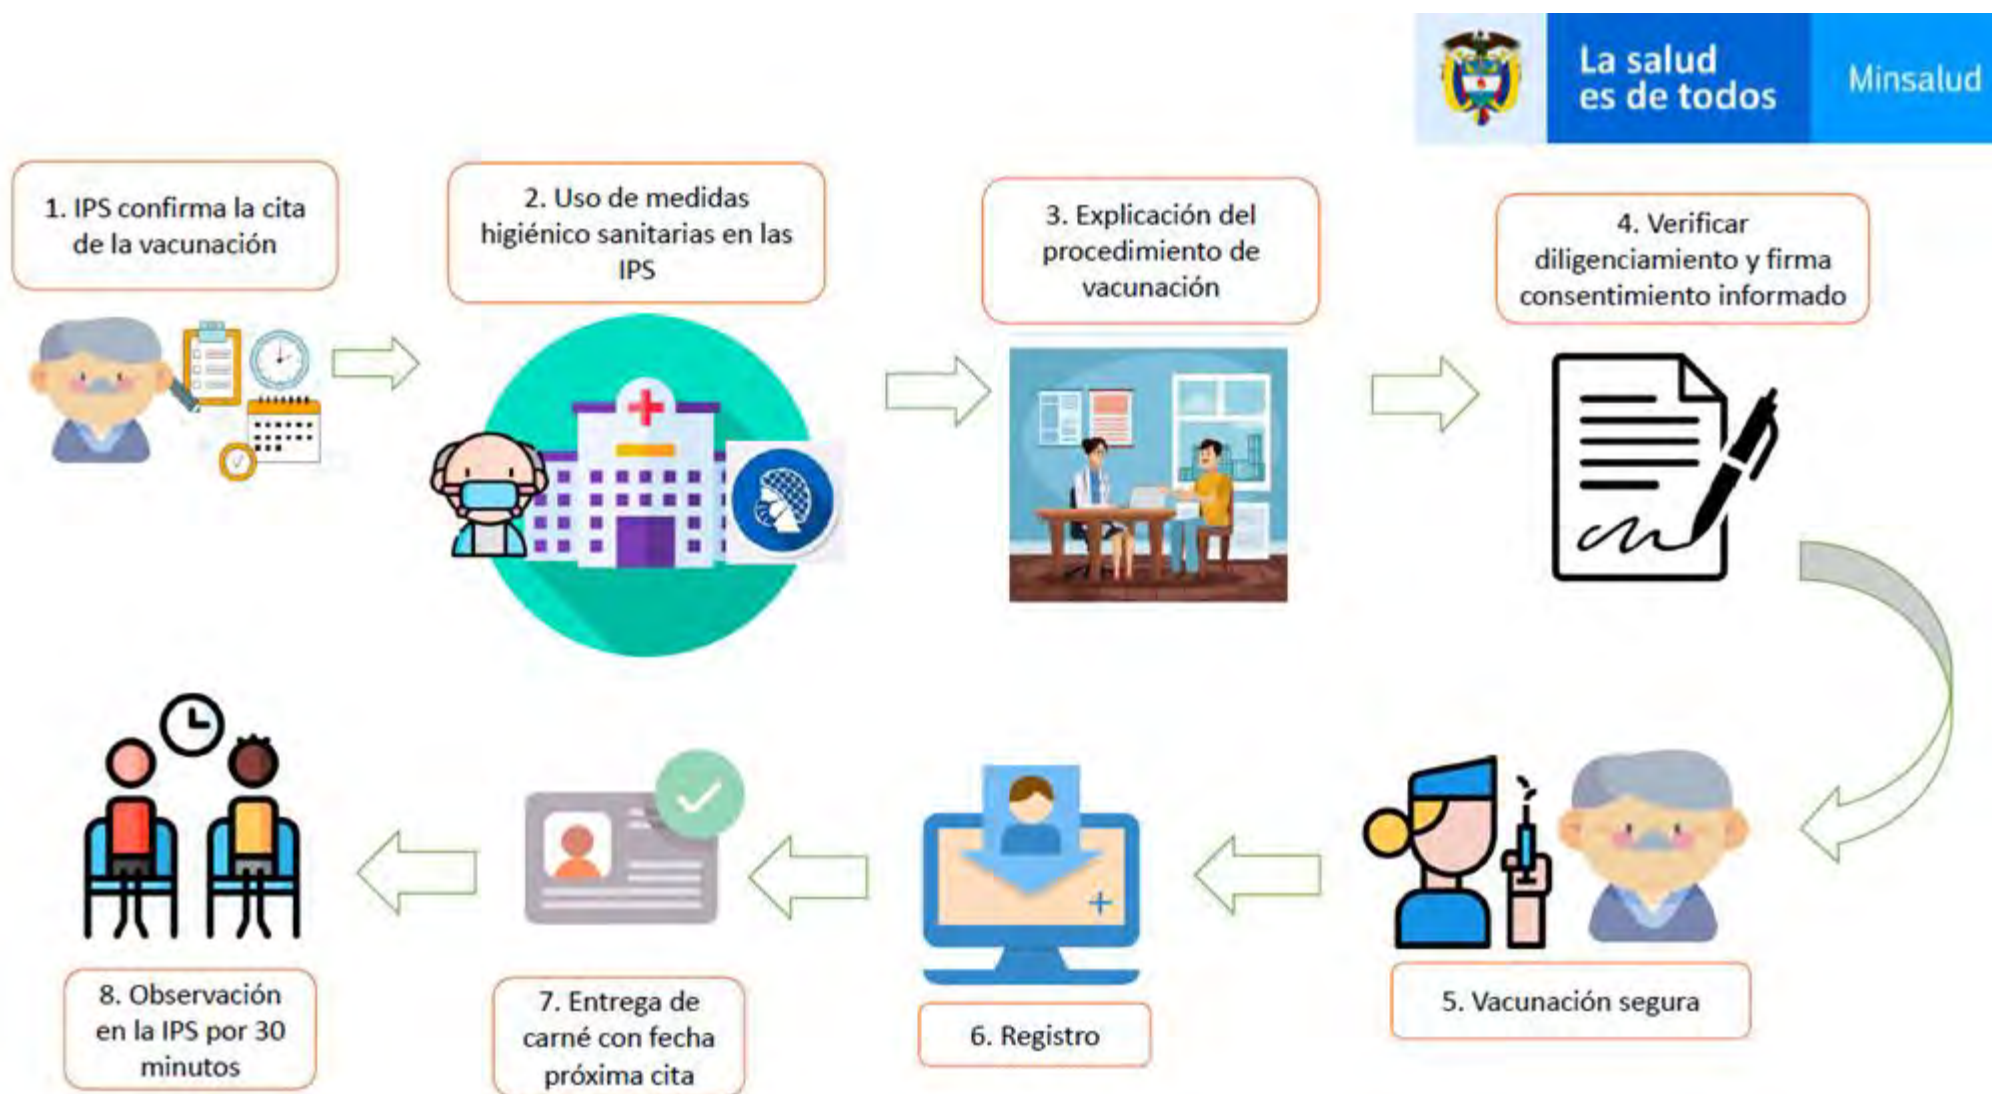 La salud
es de todos
Minsalud
1. IPS confirma la cita
de la vacunación
2. Uso de medidas
higiénico sanitarias en las
IPS
3. Explicación del
procedimiento de
vacunación
4. Verificar
diligenciamiento y firma
consentimiento informado
5. Vacunación segura
6. Registro
7. Entrega de
carné con fecha
próxima cita
8. Observación
en la IPS por 30
minutos